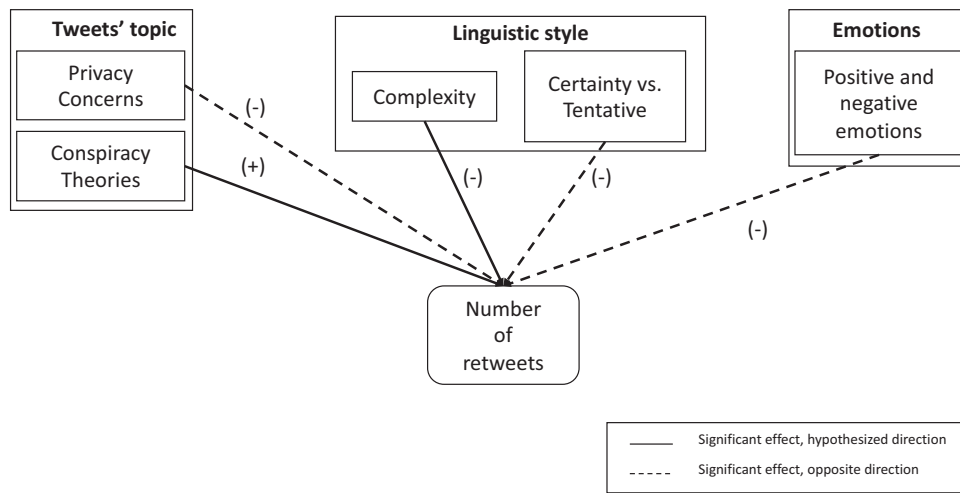 Tweets' topic
Privacy
Concerns
Conspiracy
Theories
Linguistic style
Complexity
Certainty vs.
Tentative
Emotions
Positive and
negative
emotions
(-)
(+)
(-)
(-)
(-)
Number
of
retweets
Significant effect, hypothesized direction
Significant effect, opposite direction